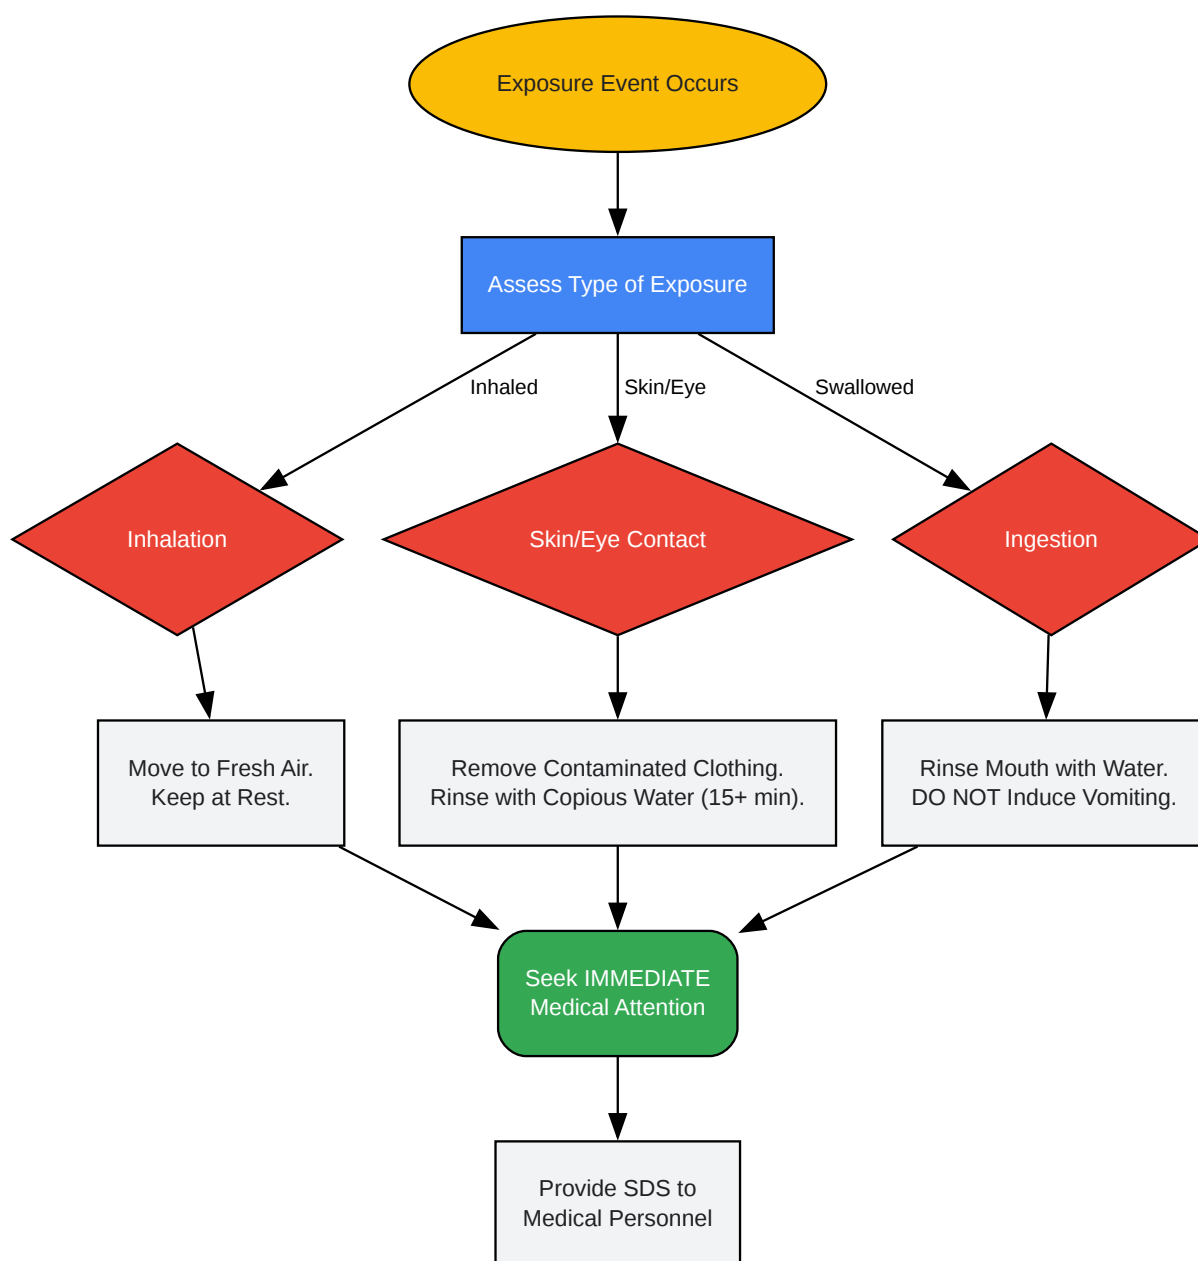 Exposure Event Occurs
Assess Type of Exposure
Inhaled
Skin/Eye
Swallowed
Inhalation
Skin/Eye Contact
Ingestion
Move to Fresh Air.
Keep at Rest.
Remove Contaminated Clothing.
Rinse with Copious Water (15+ min).
Rinse Mouth with Water.
DO NOT Induce Vomiting.
Seek IMMEDIATE
Medical Attention
Provide SDS to
Medical Personnel